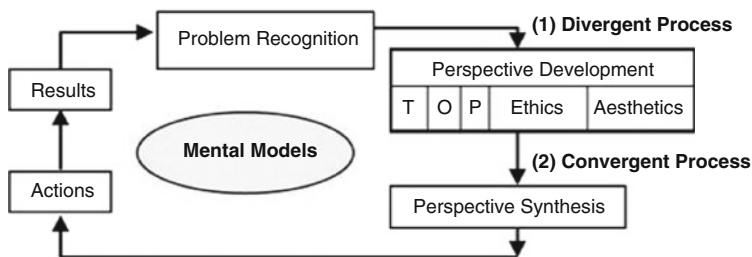 Problem Recognition
(1) Divergent Process
Perspective Development
T O P Ethics Aesthetics
Results
Mental Models
(2) Convergent Process
Actions
Perspective Synthesis